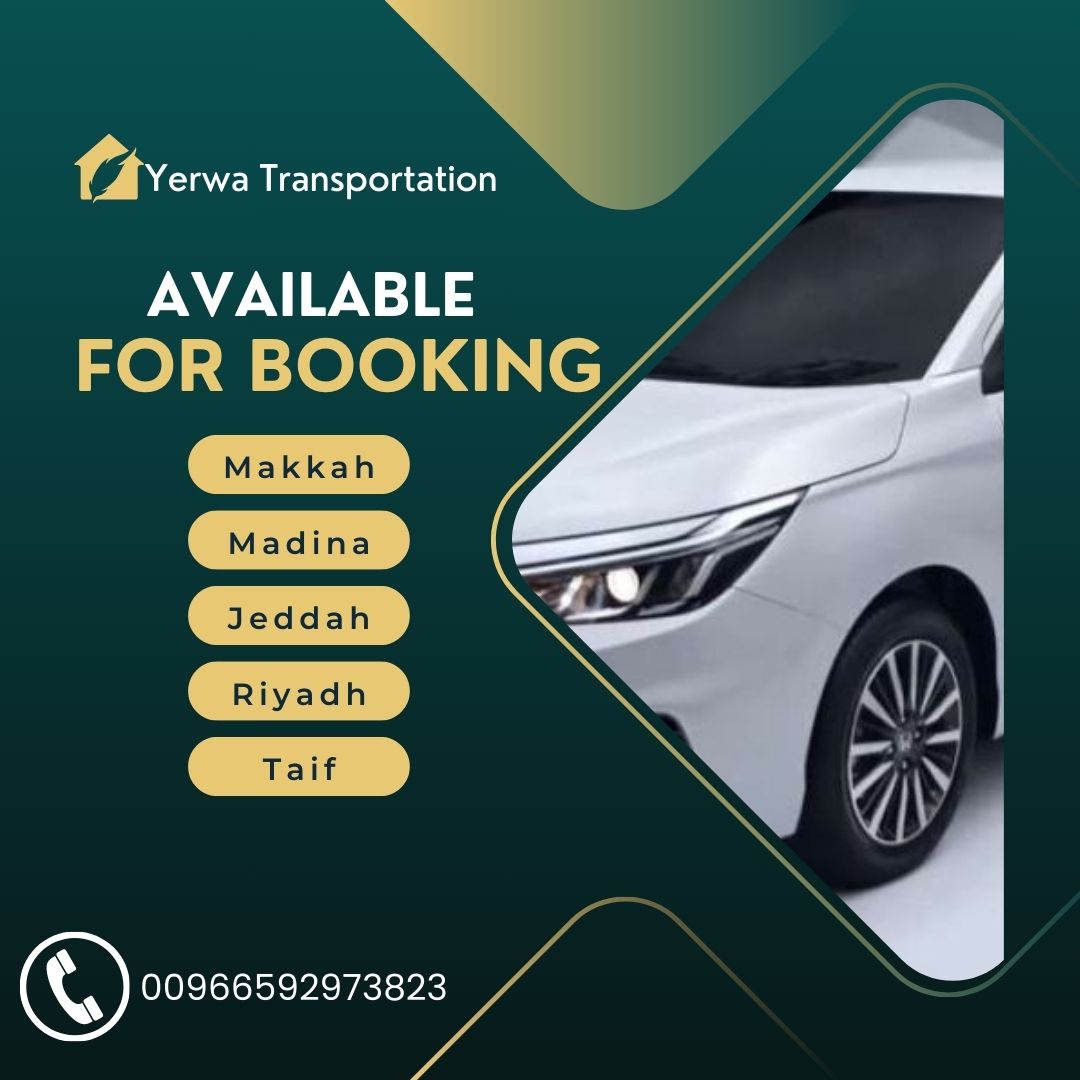 Yerwa Transportation
AVAILABLE
FOR BOOKING
Makkah
Madina
Jeddah
Riyadh
Taif
00966592973823